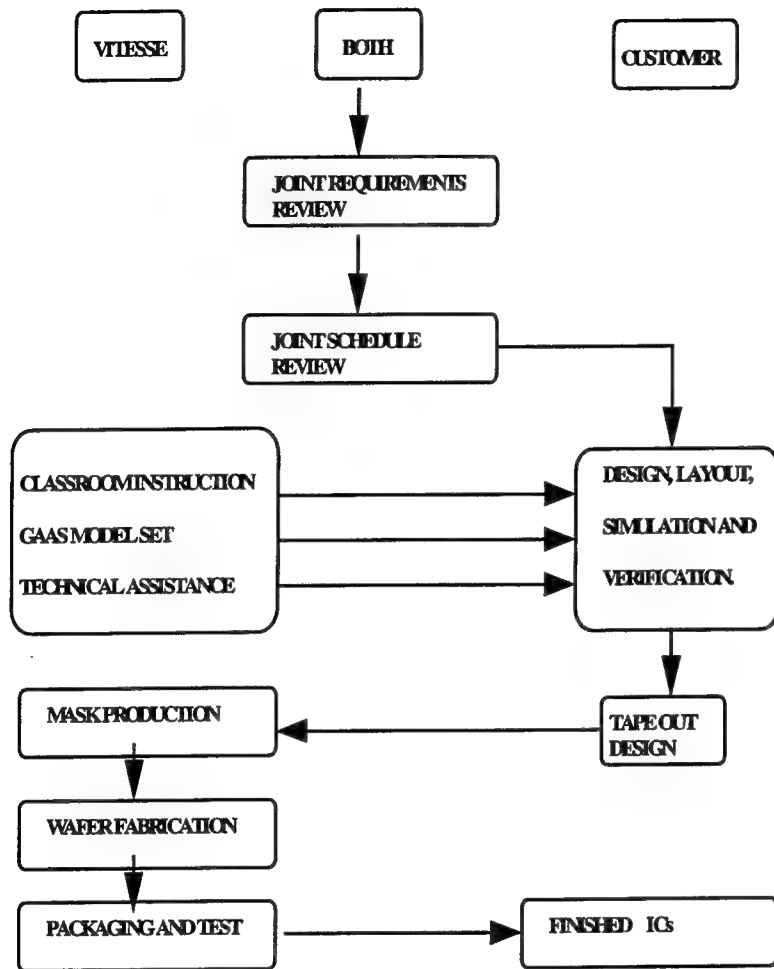 VITESSE
BOTH
CUSTOMER
JOINT REQUIREMENTS
REVIEW
JOINT SCHEDULE
REVIEW
CLASSROOM INSTRUCTION
GAAS MODEL SET
TECHNICAL ASSISTANCE
DESIGN, LAYOUT,
SIMULATION AND
VERIFICATION.
MASK PRODUCTION
TAPE OUT
DESIGN
WAFER FABRICATION
PACKAGING AND TEST
FINISHED ICs